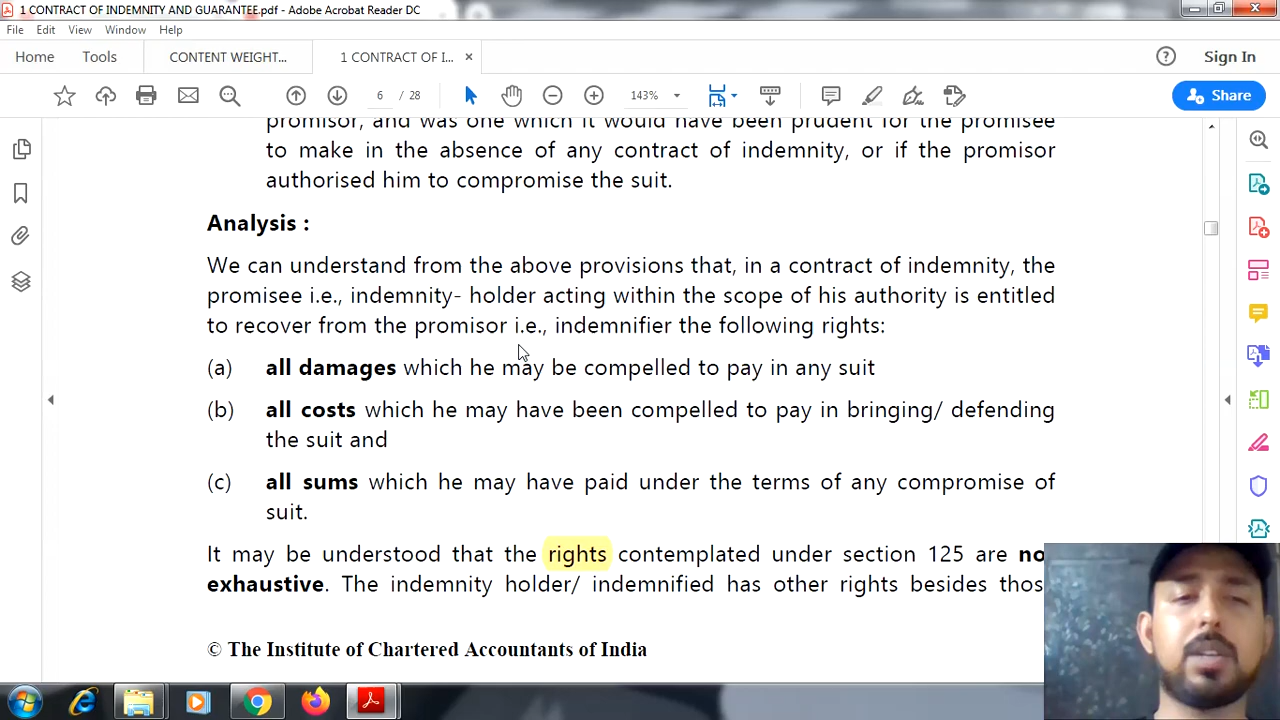 1 CONTRACT OF INDEMNITY AND GUARANTEE.pdf - Adobe Acrobat Reader DC
File Edit View Window Help
Home Tools CONTENT WEIGHT... 1 CONTRACT OF I... × Sign In
6 / 28 143% Share
promisor, and was one which it would have been prudent for the promisee
to make in the absence of any contract of indemnity, or if the promisor
authorised him to compromise the suit.
Analysis :
We can understand from the above provisions that, in a contract of indemnity, the
promisee i.e., indemnity- holder acting within the scope of his authority is entitled
to recover from the promisor i.e., indemnifier the following rights:
(a) all damages which he may be compelled to pay in any suit
(b) all costs which he may have been compelled to pay in bringing/ defending
the suit and
(c) all sums which he may have paid under the terms of any compromise of
suit.
It may be understood that the rights contemplated under section 125 are
exhaustive. The indemnity holder/ indemnified has other rights besides
© The Institute of Chartered Accountants of India